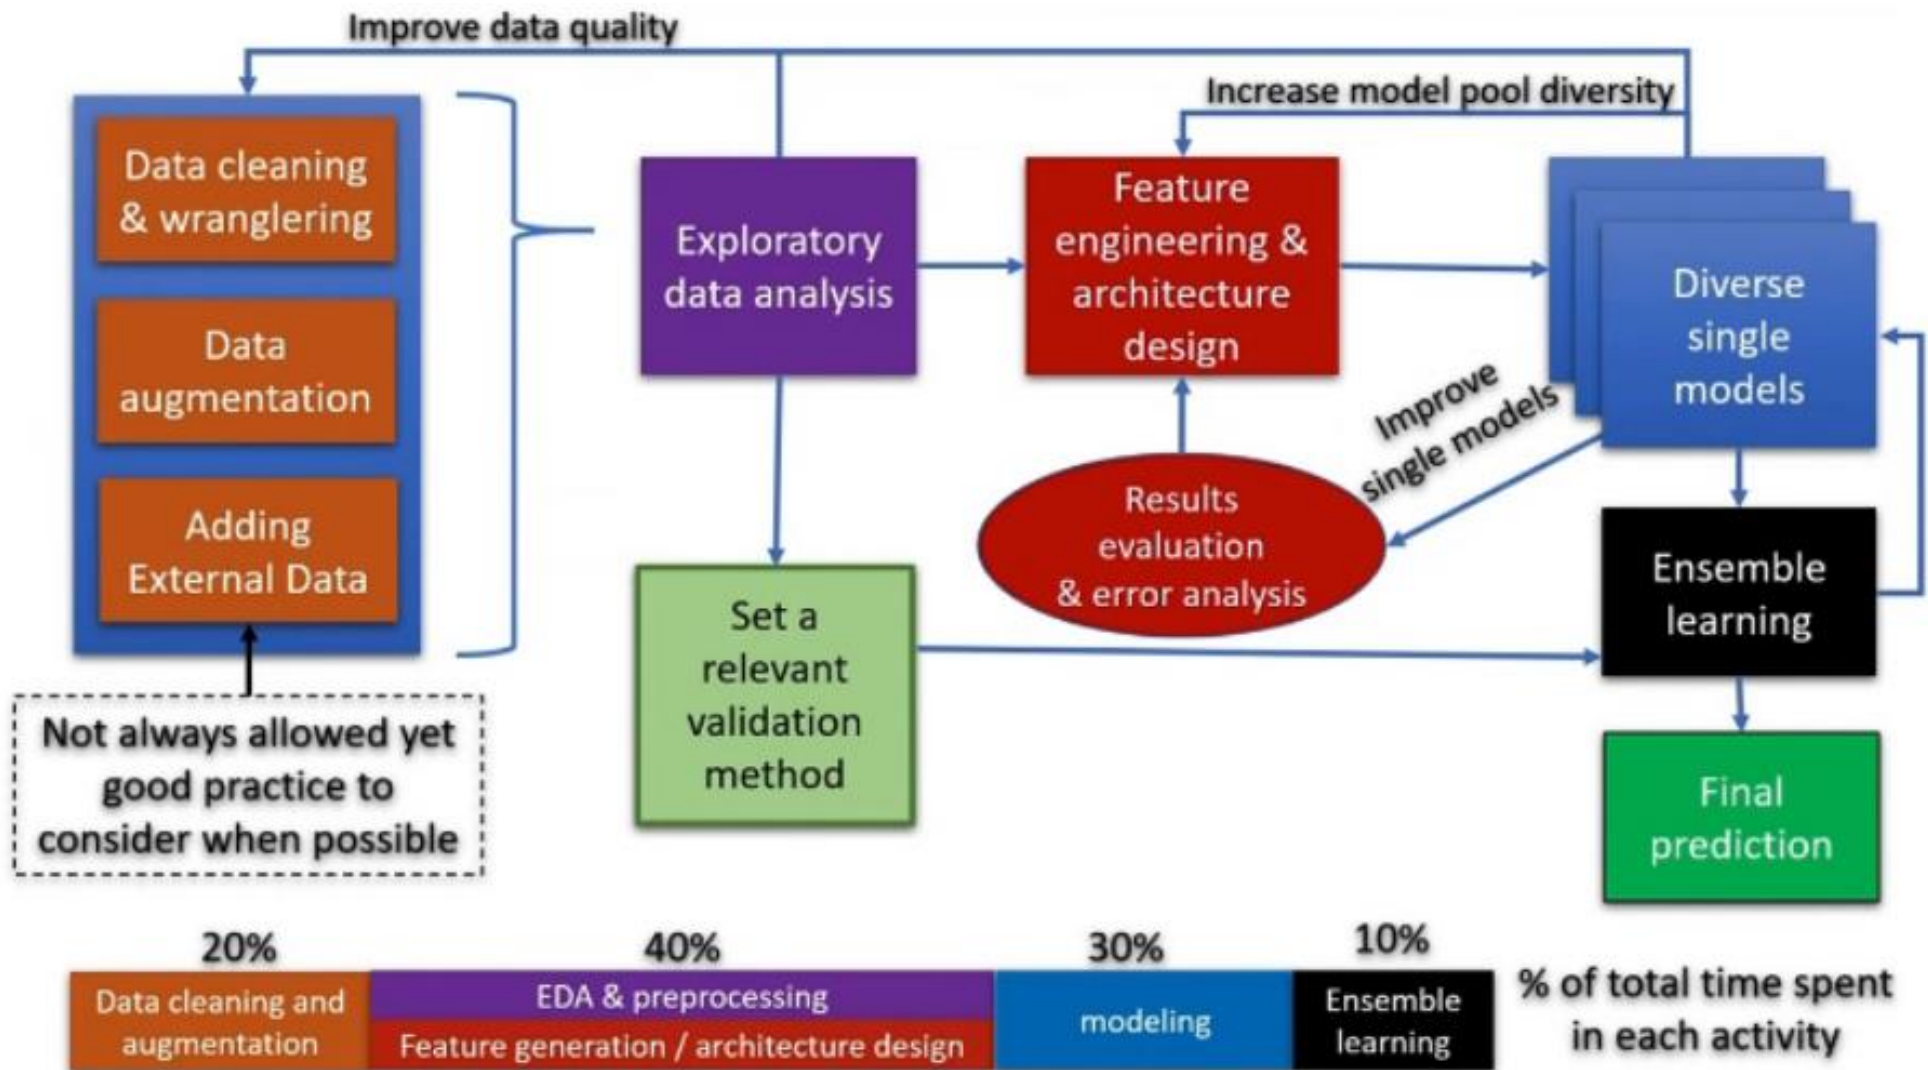 Improve data quality
Increase model pool diversity
Data cleaning
& wranglering
Data
augmentation
Adding
External Data
Not always allowed yet
good practice to
consider when possible
Exploratory
data analysis
Feature
engineering &
architecture
design
Diverse
single
models
Improve
single models
Results
evaluation
& error analysis
Set a
relevant
validation
method
Ensemble
learning
Final
prediction
20%
40%
30%
10%
Data cleaning and
augmentation
EDA & preprocessing
Feature generation / architecture design
modeling
Ensemble
learning
% of total time spent
in each activity